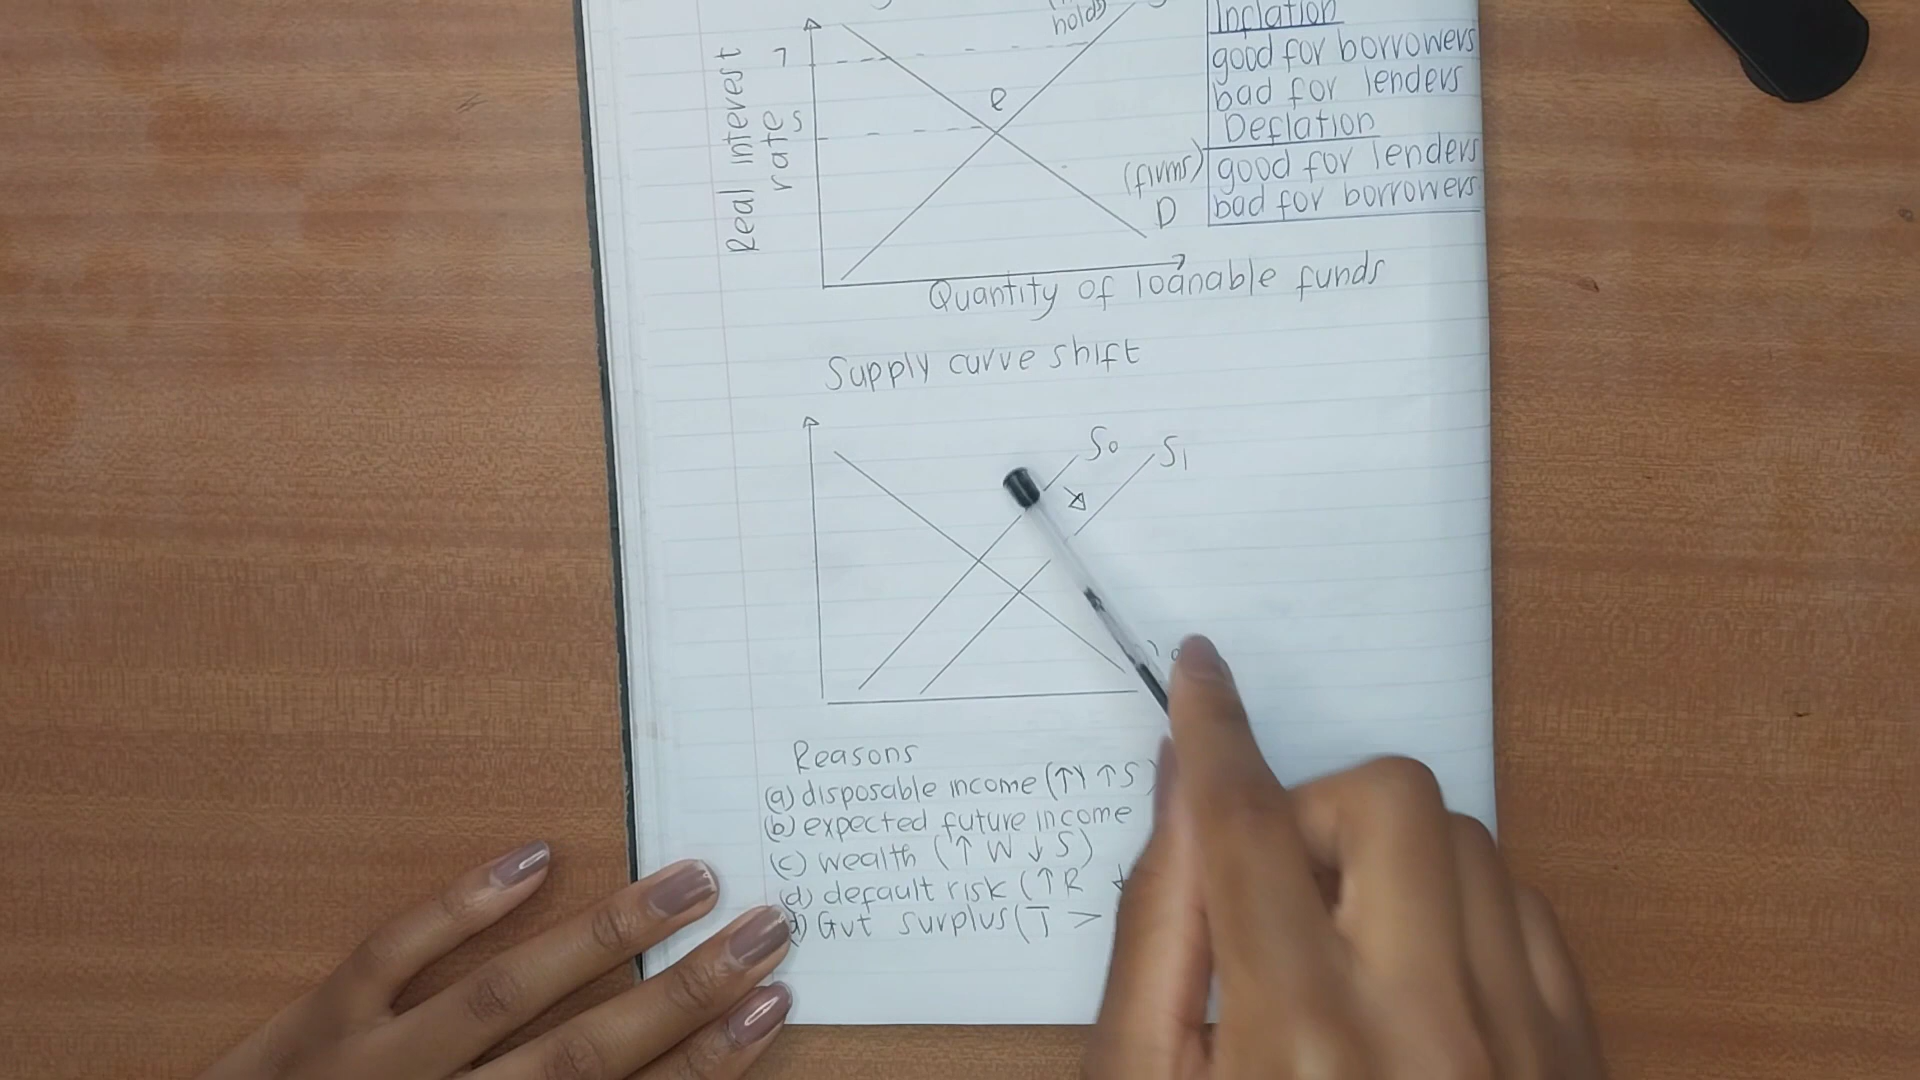 holds)
Inflation
good for borrowers
bad for lenders
Deflation
good for lenders
bad for borrowers
Real interest
rate
7
5
e
(firms)
D
Quantity of loanable funds
Supply curve shift
S0
S1
Reasons
(a) disposable income (↑Y ↑S)
(b) expected future income
(c) wealth (↑ W ↓ S)
(d) default risk (↑R
Gvt surplus (T >